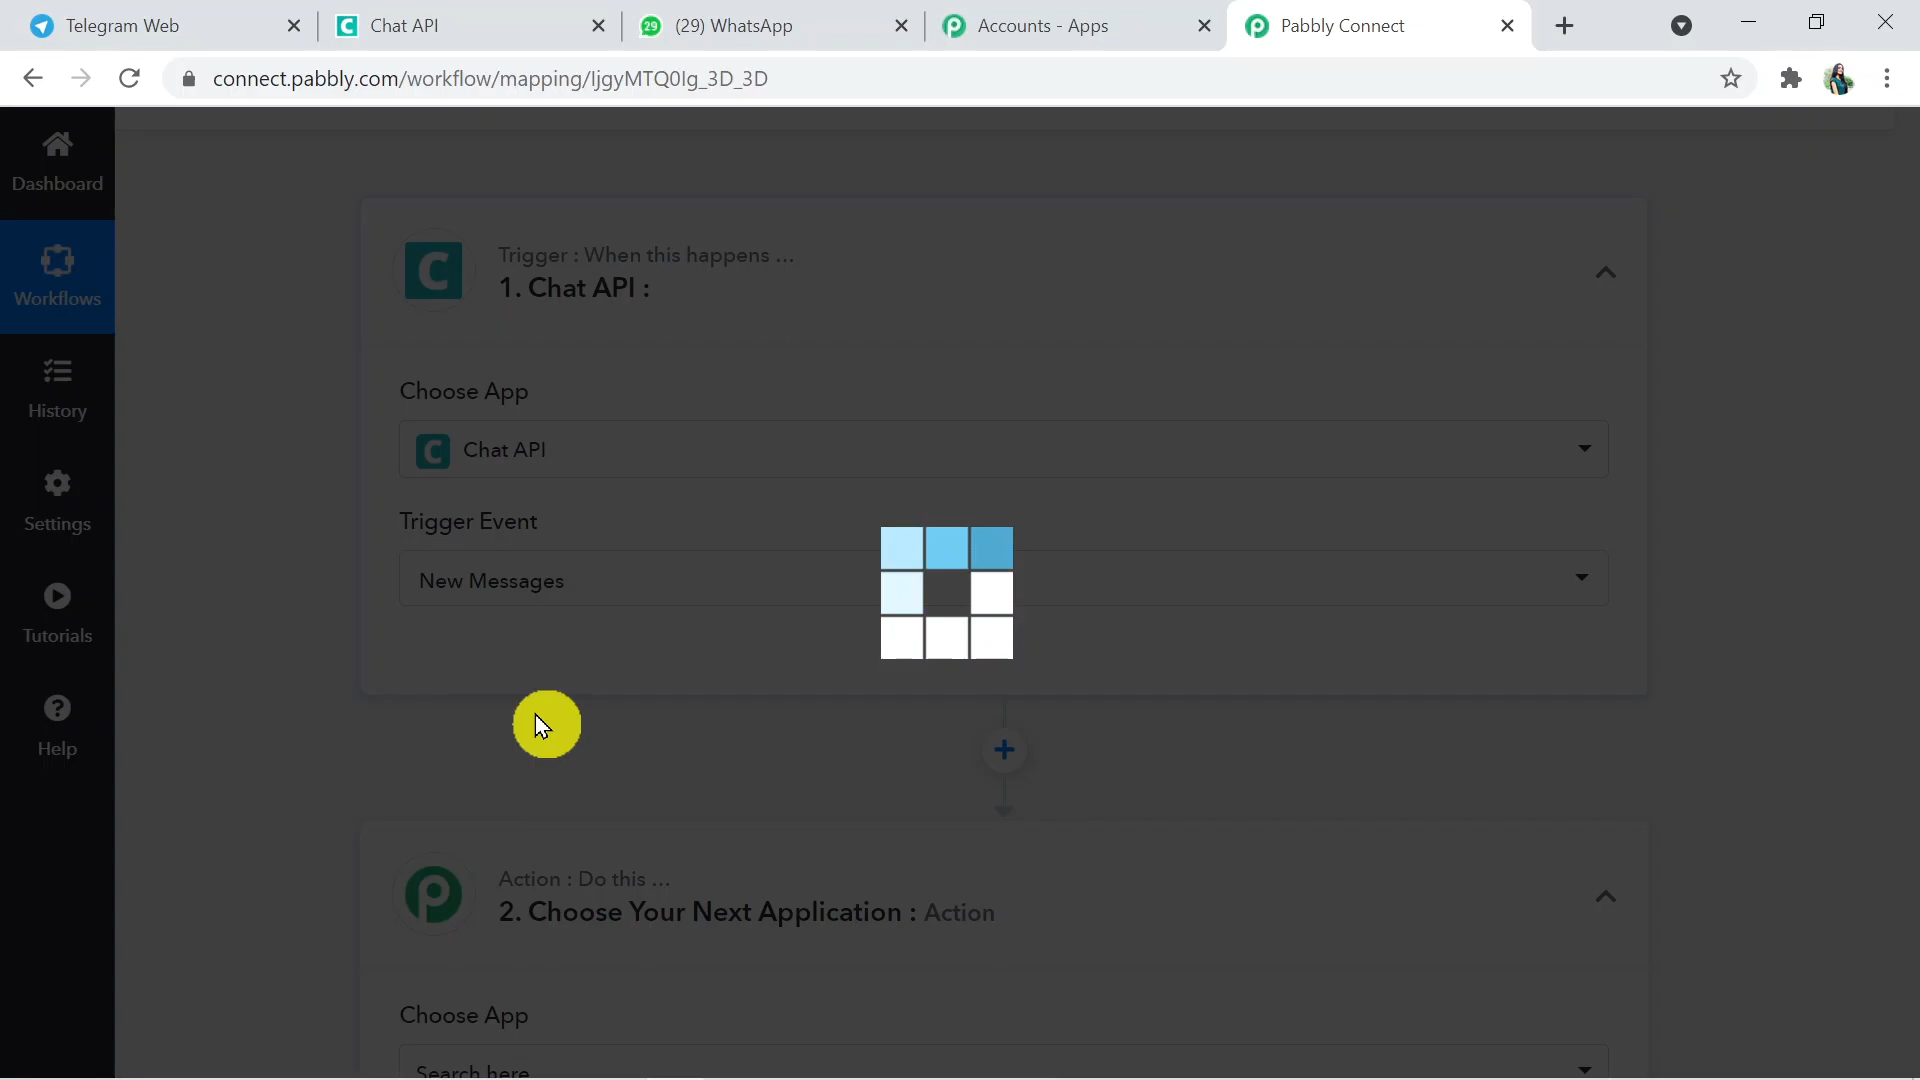 Telegram Web
Chat API
29 (29) WhatsApp
Accounts - Apps
Pabbly Connect
connect.pabbly.com/workflow/mapping/IjgyMTQ0Ig_3D_3D
Dashboard
Workflows
History
Settings
Tutorials
Help
Trigger : When this happens ...
1. Chat API :
Choose App
Chat API
Trigger Event
New Messages
Action : Do this ...
2. Choose Your Next Application : Action
Choose App
Search here